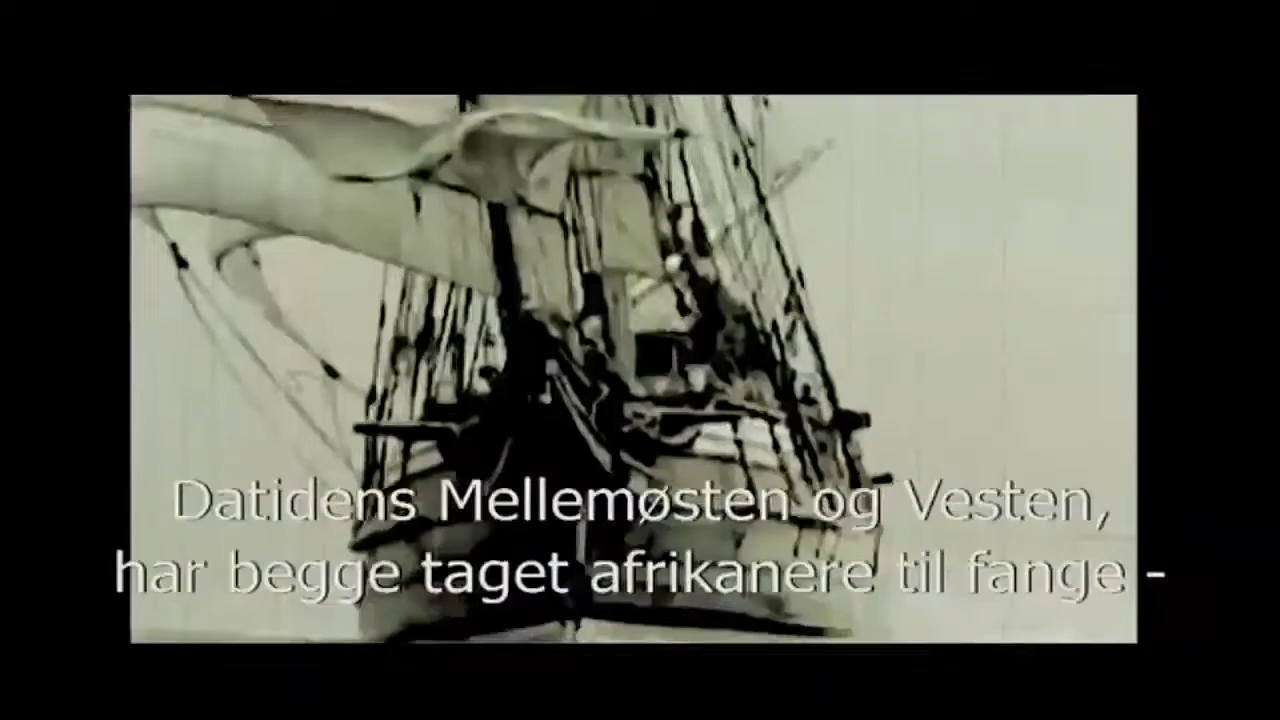 Datidens Mellemøsten og Vesten,
har begge taget afrikanere til fange -